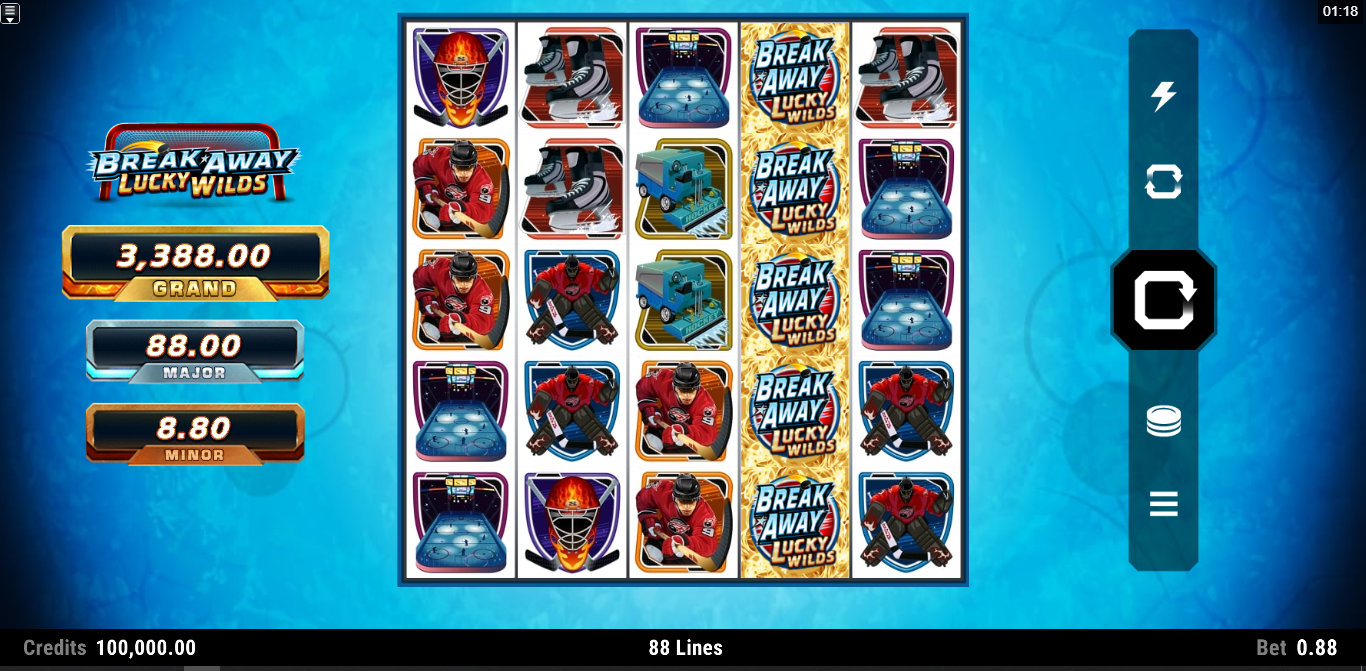 01:18
BREAK AWAY
LUCKY WILDS
3,388.00
GRAND
88.00
MAJOR
8.80
MINOR
BREAK
AWAY
LUCKY
WILDS
HOCKEY
BREAK
AWAY
LUCKY
WILDS
HOCKEY
BREAK
AWAY
LUCKY
WILDS
BREAK
AWAY
LUCKY
WILDS
BREAK
AWAY
LUCKY
WILDS
Credits 100,000.00
88 Lines
Bet 0.88